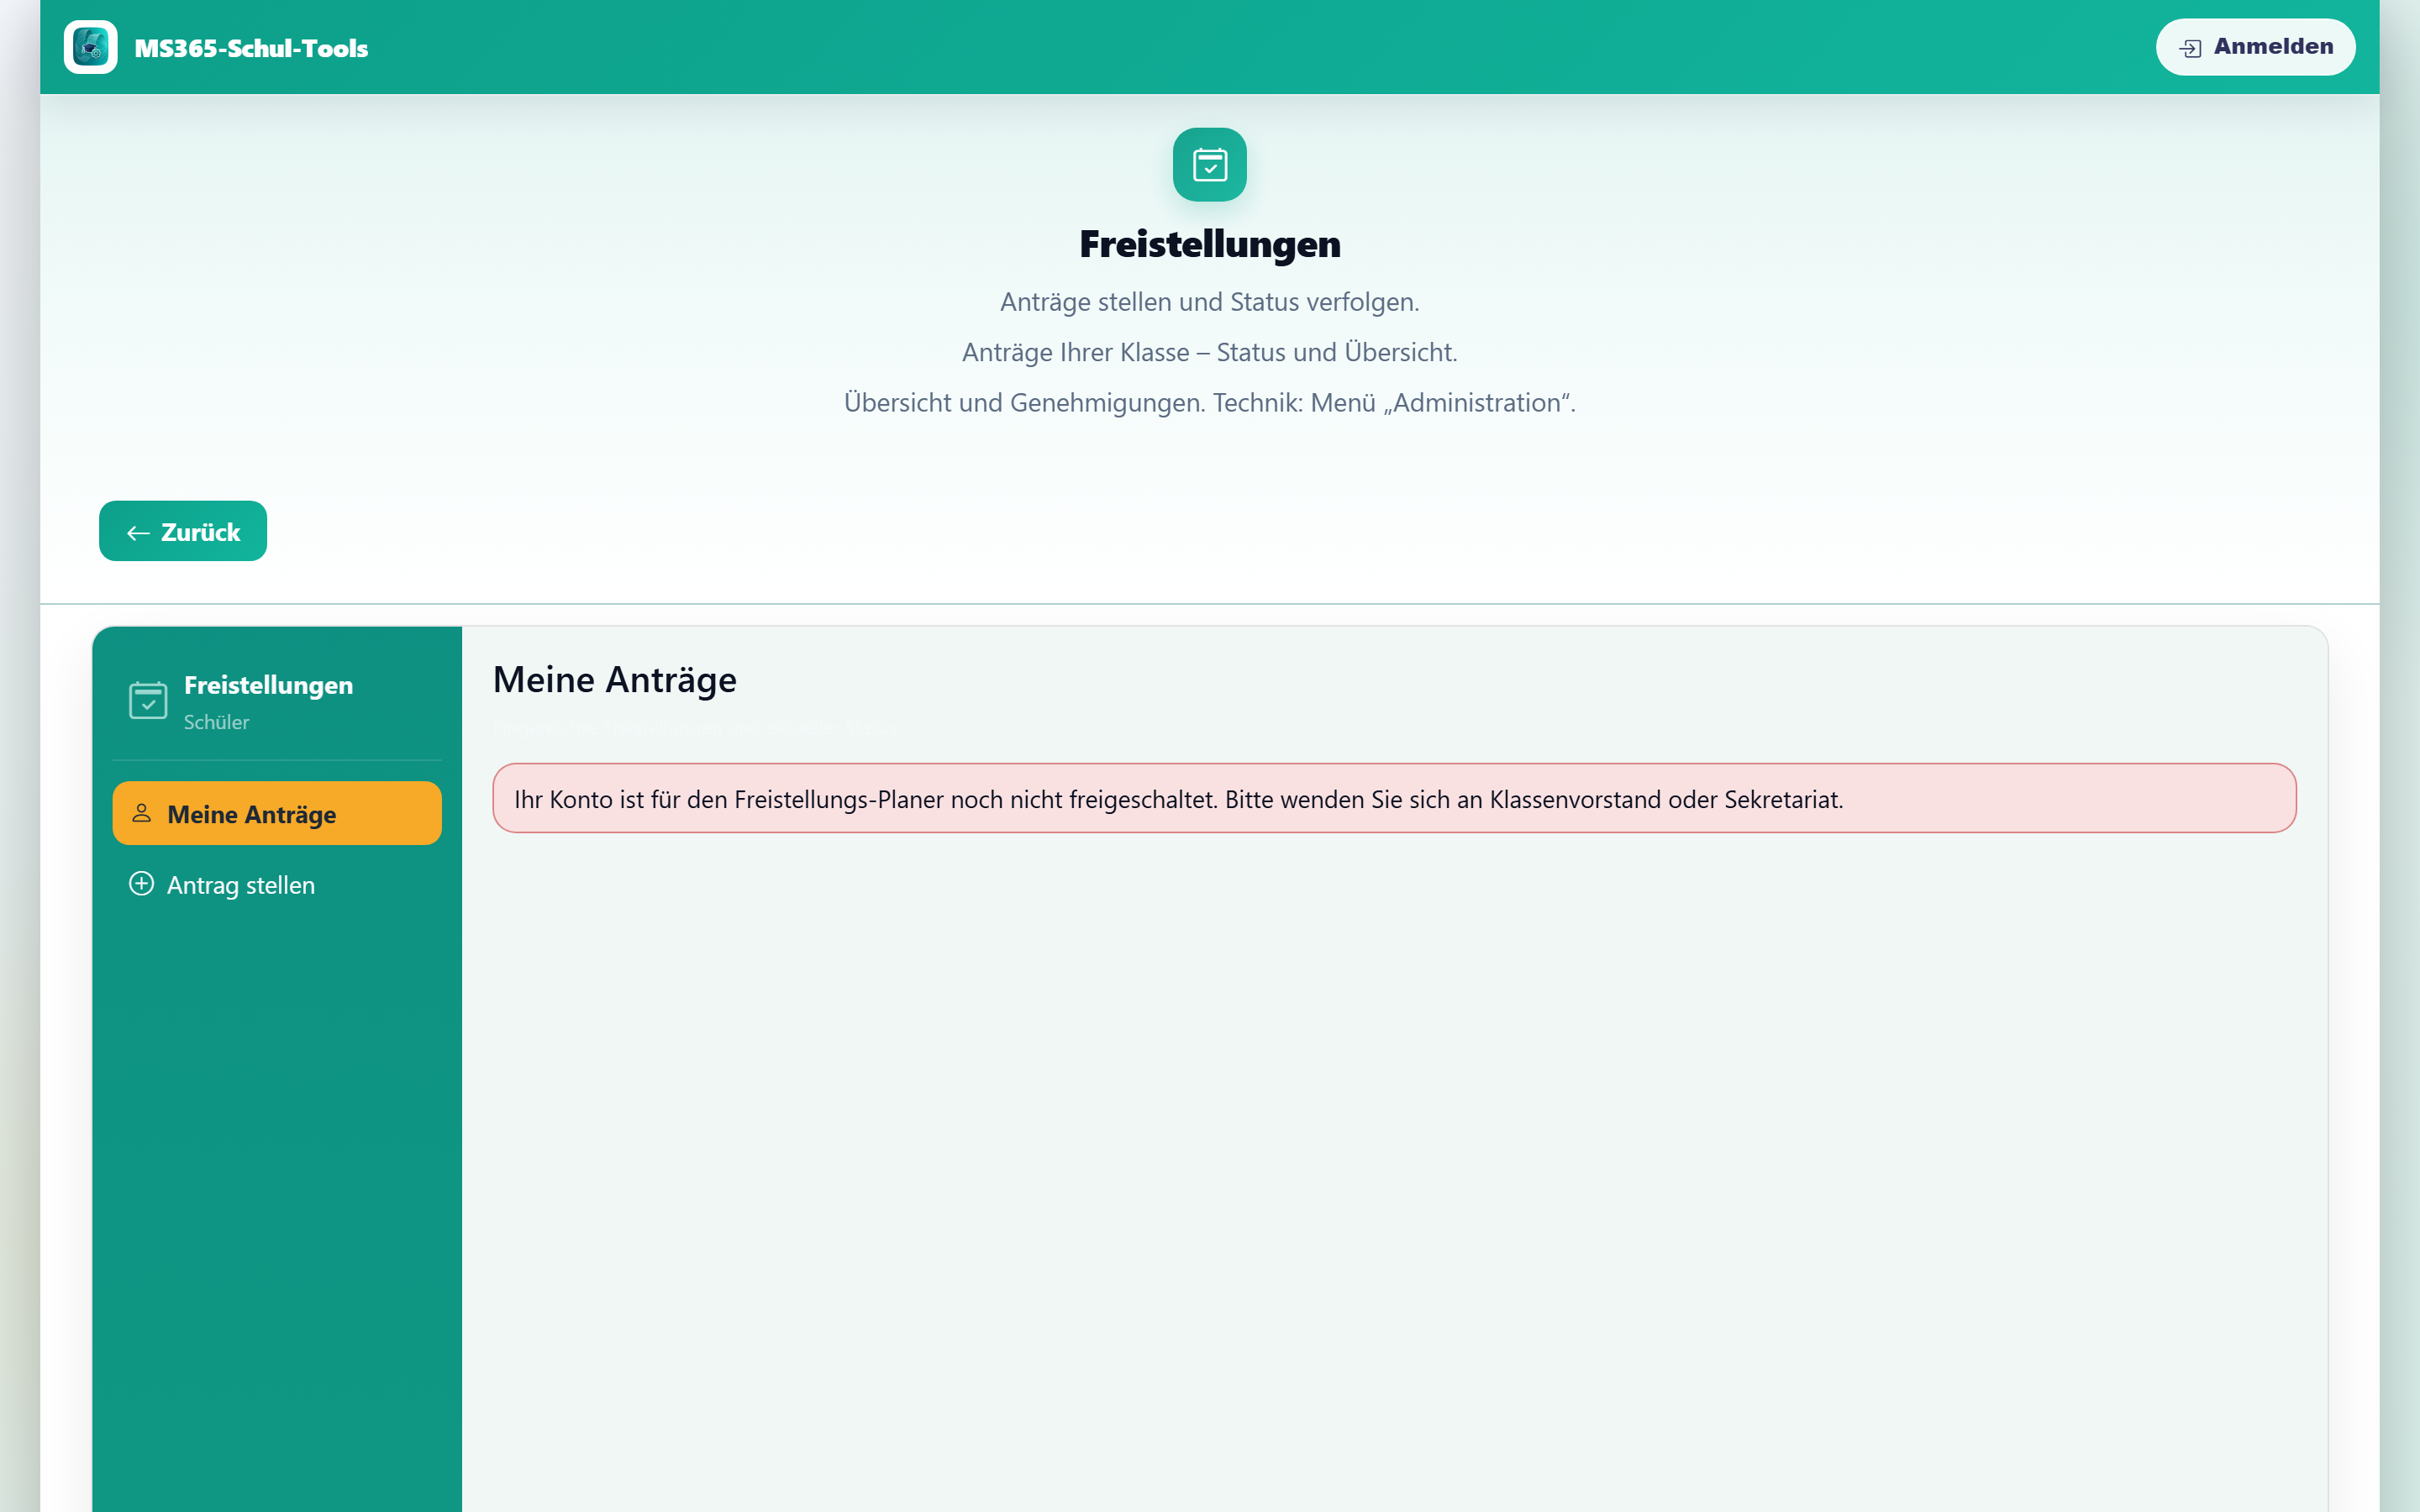 MS365-Schul-Tools
Anmelden
Freistellungen
Anträge stellen und Status verfolgen.
Anträge Ihrer Klasse – Status und Übersicht.
Übersicht und Genehmigungen. Technik: Menü „Administration“.
← Zurück
Freistellungen
Schüler
Meine Anträge
Antrag stellen
Meine Anträge
Ihr Konto ist für den Freistellungs-Planer noch nicht freigeschaltet. Bitte wenden Sie sich an Klassenvorstand oder Sekretariat.